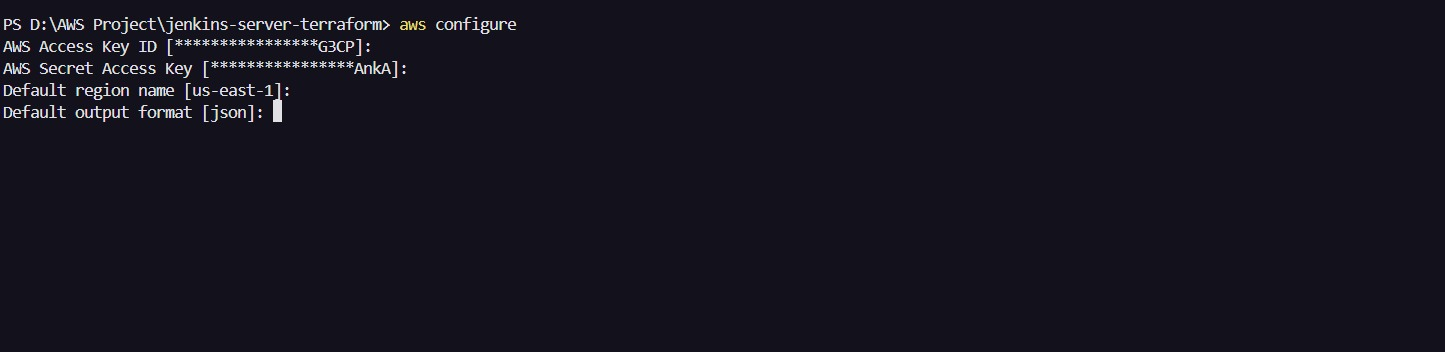 PS D:\AWS Project\jenkins-server-terraform> aws configure
AWS Access Key ID [****************G3CP]:
AWS Secret Access Key [****************AnkA]:
Default region name [us-east-1]:
Default output format [json]: